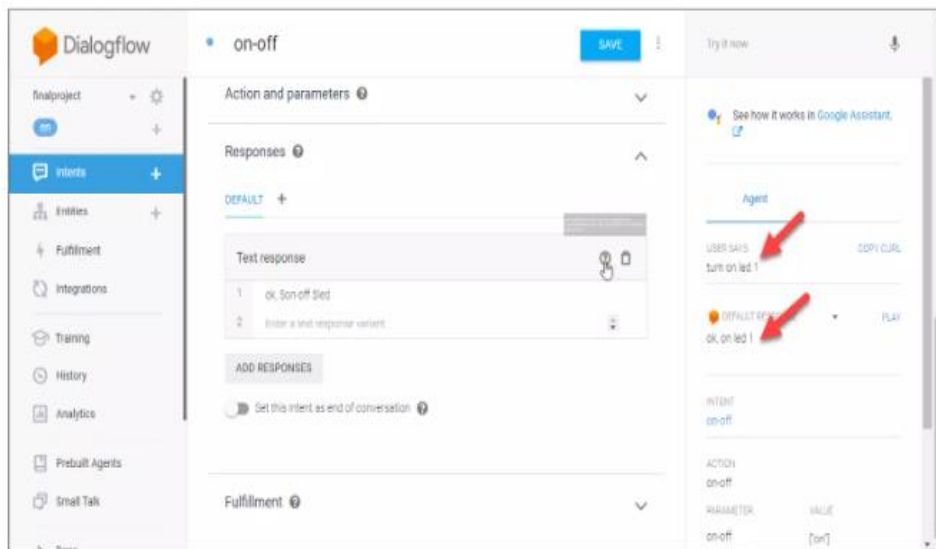 Dialogflow
on-off
SAVE
Try it now
finalproject
Action and parameters
See how it works in Google Assistant.
Intents
Responses
Entities
DEFAULT
Agent
Fulfillment
Text response
USER SAYS
COPY CURL
turn on led 1
Integrations
1 ok, $on-off $led
2 Enter a text response variant
DEFAULT
PLAY
ok, on led 1
Training
ADD RESPONSES
History
Set this intent as end of conversation
INTENT
on-off
Analytics
Prebuilt Agents
ACTION
on-off
Small Talk
Fulfillment
PARAMETER
VALUE
on-off
['on']